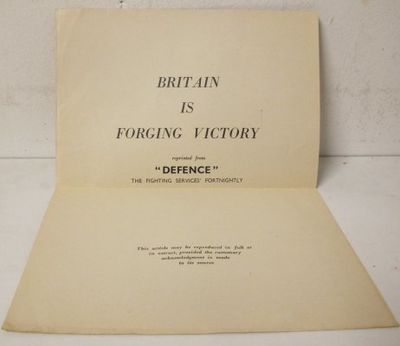 BRITAIN
IS
FORGING VICTORY
reprinted from
"DEFENCE"
THE FIGHTING SERVICES' FORTNIGHTLY
This article may be reproduced in full or
in extract, provided the customary
acknowledgment is made
to its source